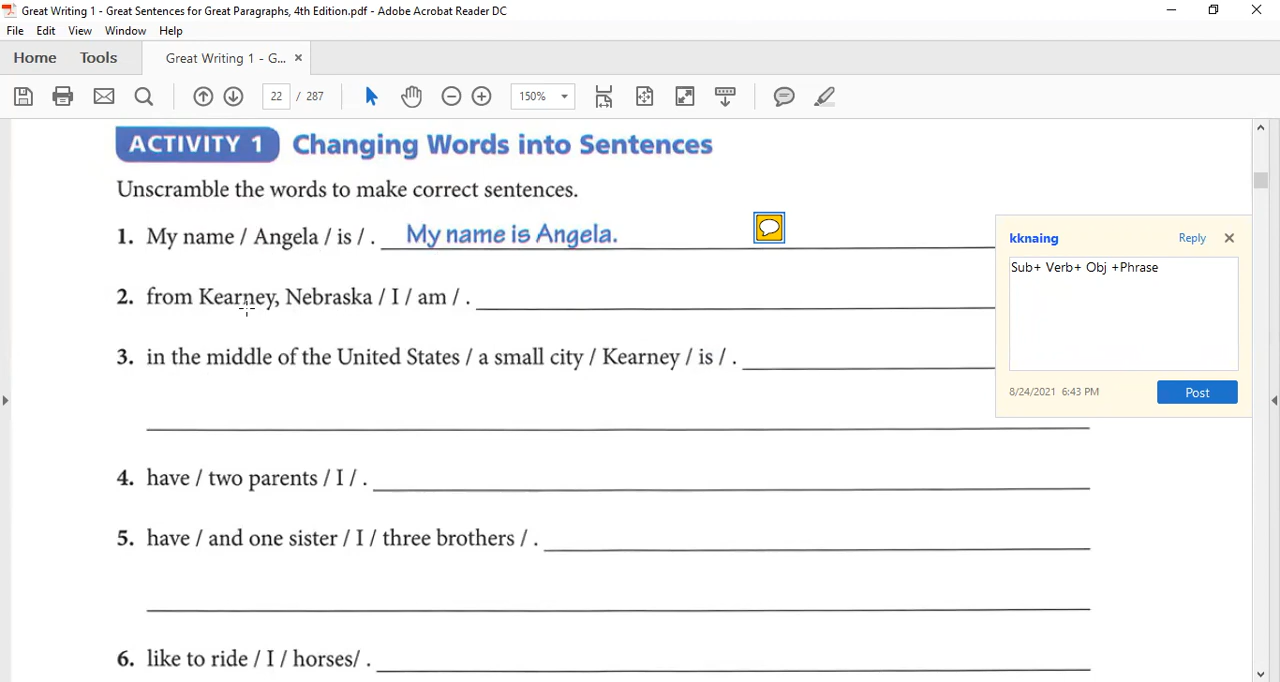 Great Writing 1 - Great Sentences for Great Paragraphs, 4th Edition.pdf - Adobe Acrobat Reader DC
File Edit View Window Help
Home Tools Great Writing 1 - G... ×
22 / 287 150%
ACTIVITY 1 Changing Words into Sentences
Unscramble the words to make correct sentences.
1. My name / Angela / is / . My name is Angela.
kknaing Reply
Sub+ Verb+ Obj +Phrase
2. from Kearney, Nebraska / I / am / .
3. in the middle of the United States / a small city / Kearney / is / .
8/24/2021 6:43 PM Post
4. have / two parents / I / .
5. have / and one sister / I / three brothers / .
6. like to ride / I / horses/ .